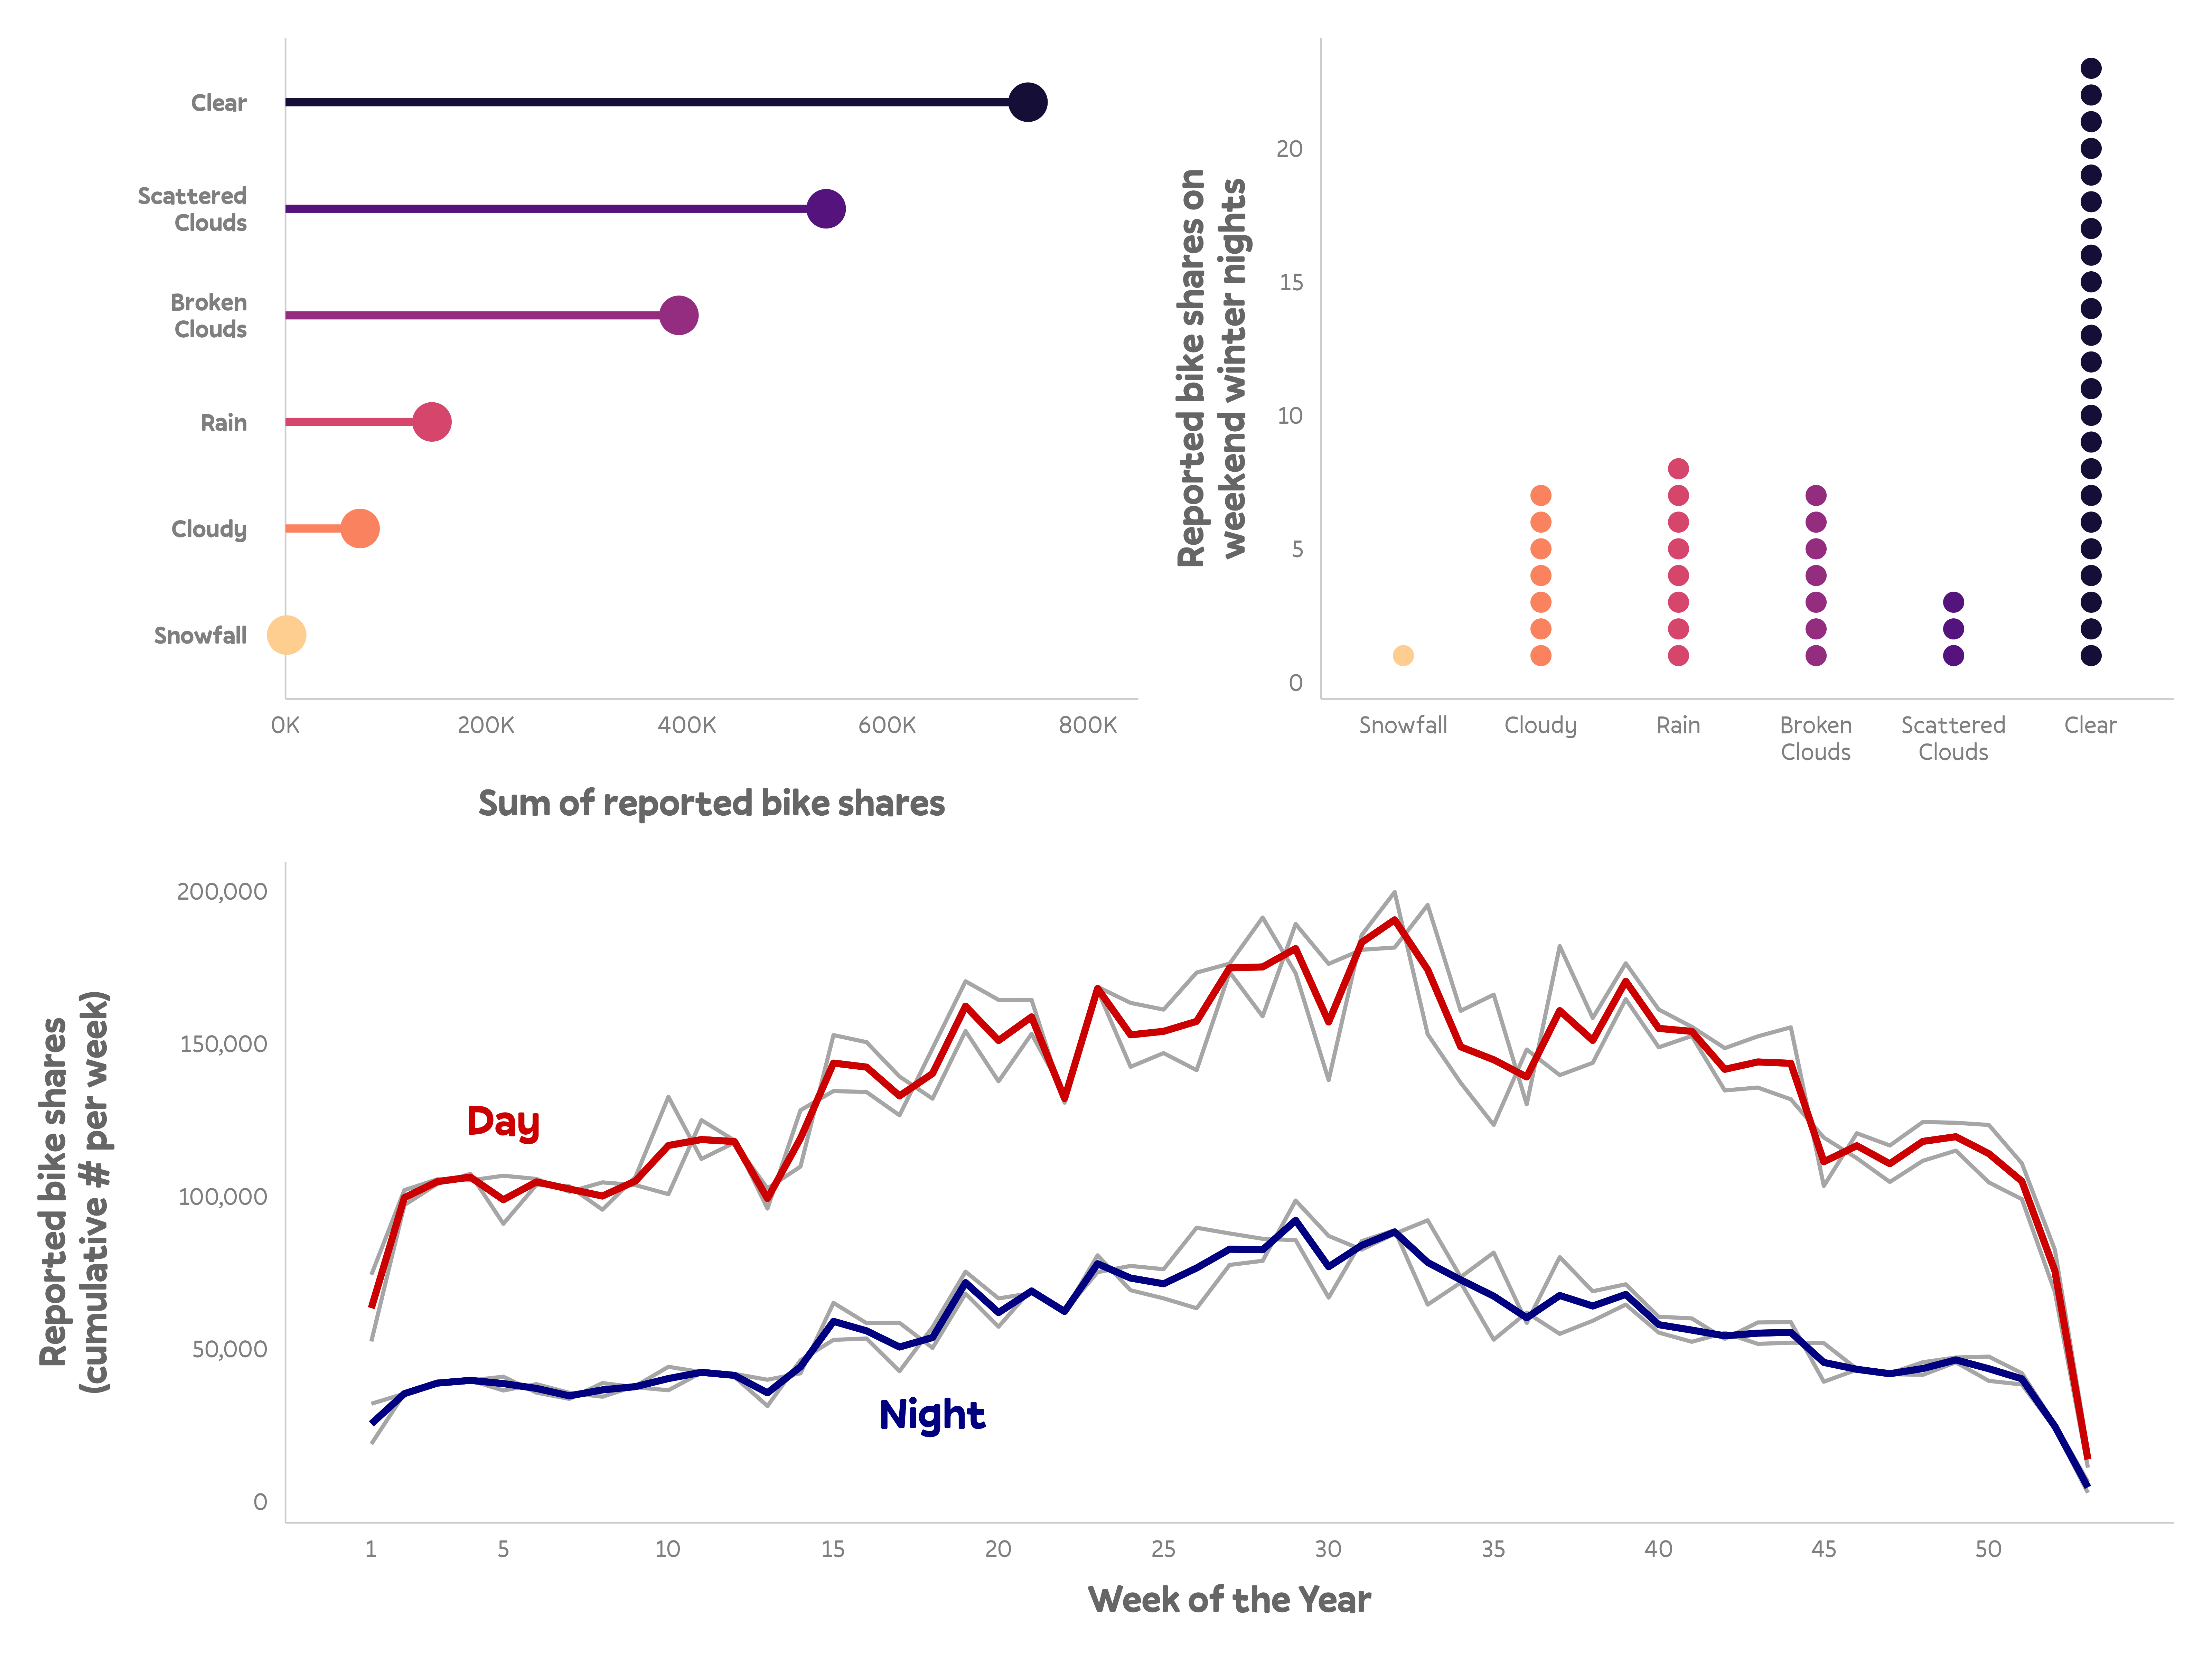 Clear
Scattered
Clouds
Broken
Clouds
Rain
Cloudy
Snowfall
0K 200K 400K 600K 800K
Sum of reported bike shares
Reported bike shares on
weekend winter nights
20
15
10
5
0
Snowfall Cloudy Rain Broken Scattered Clear
Clouds Clouds
Reported bike shares
(cumulative # per week)
200,000
150,000
100,000
50,000
0
Day
Night
1 5 10 15 20 25 30 35 40 45 50
Week of the Year